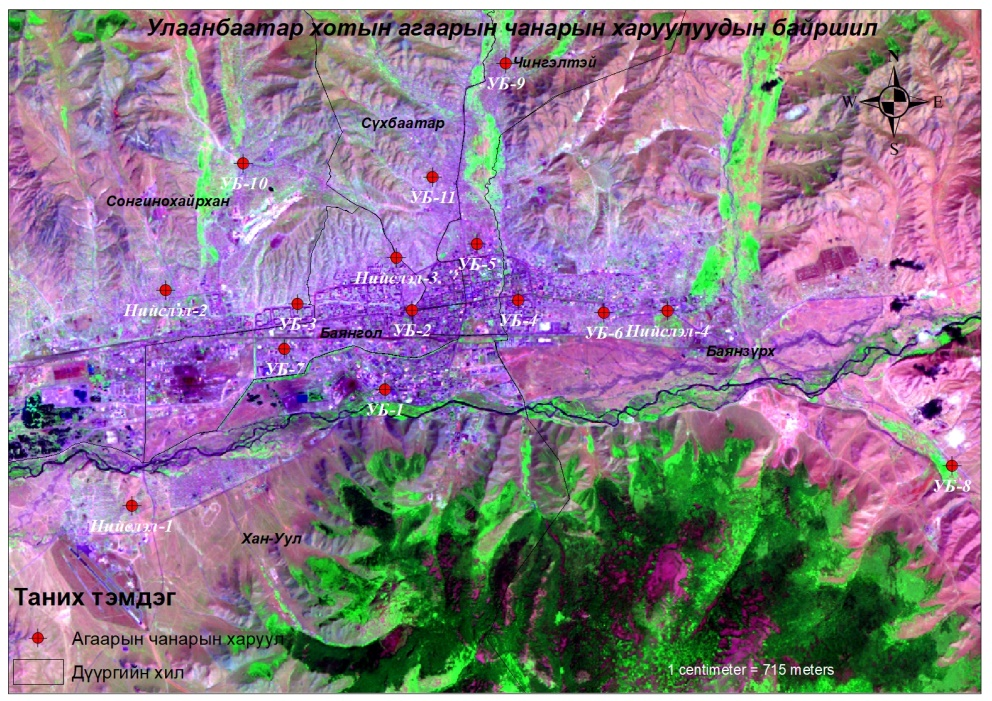 Улаанбаатар хотын агаарын чанарын харуулуудын байршил
Чингэлтэй
УБ-9
N
W
E
S
Сүхбаатар
УБ-10
УБ-11
Сонгинохайрхан
УБ-5
Нийслэл-3
Нийслэл-2
УБ-3
УБ-2
УБ-4
УБ-6
Нийслэл-4
Баянгол
Баянзүрх
УБ-7
УБ-1
УБ-8
Нийслэл-1
Хан-Уул
Таних тэмдэг
Агаарын чанарын харуул
Дүүргийн хил
1 centimeter = 715 meters